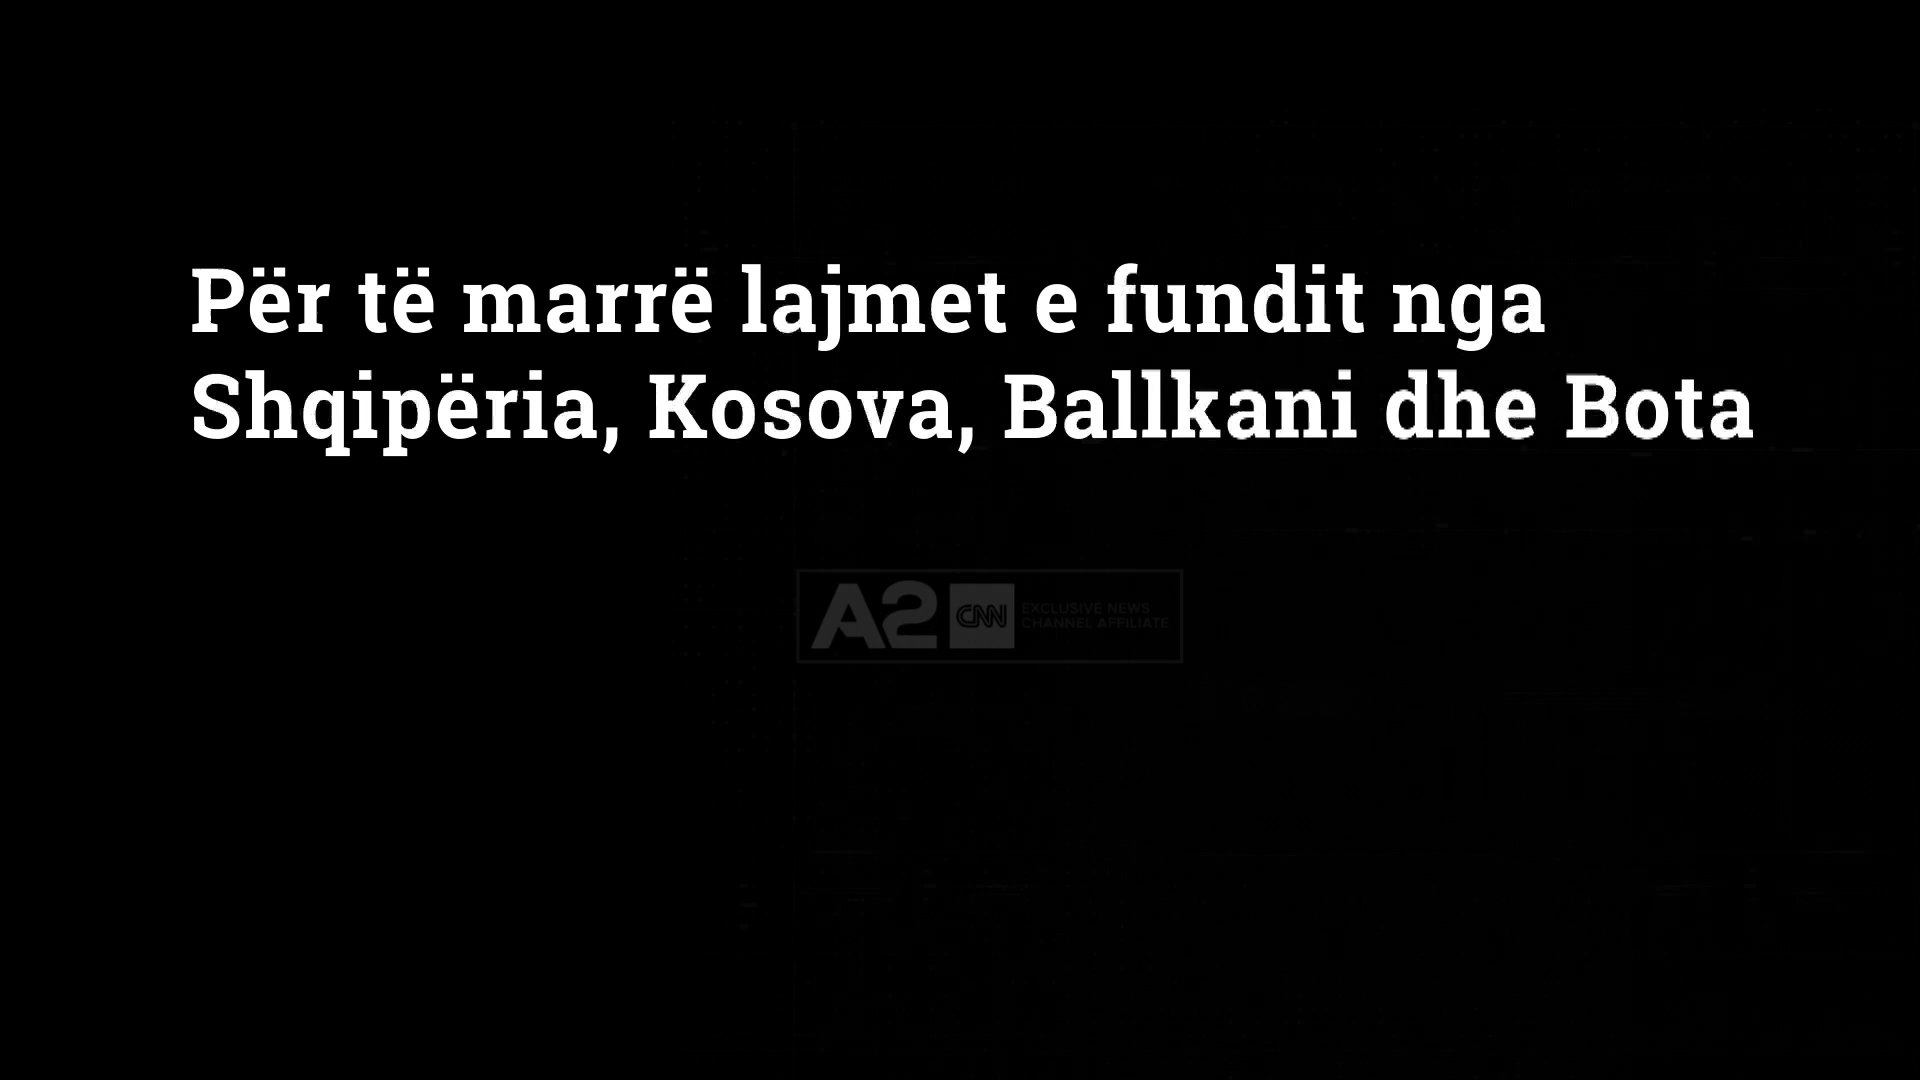 Për të marrë lajmet e fundit nga
Shqipëria, Kosova, Ballkani dhe Bota
A2 CNN EXCLUSIVE NEWS
CHANNEL AFFILIATE